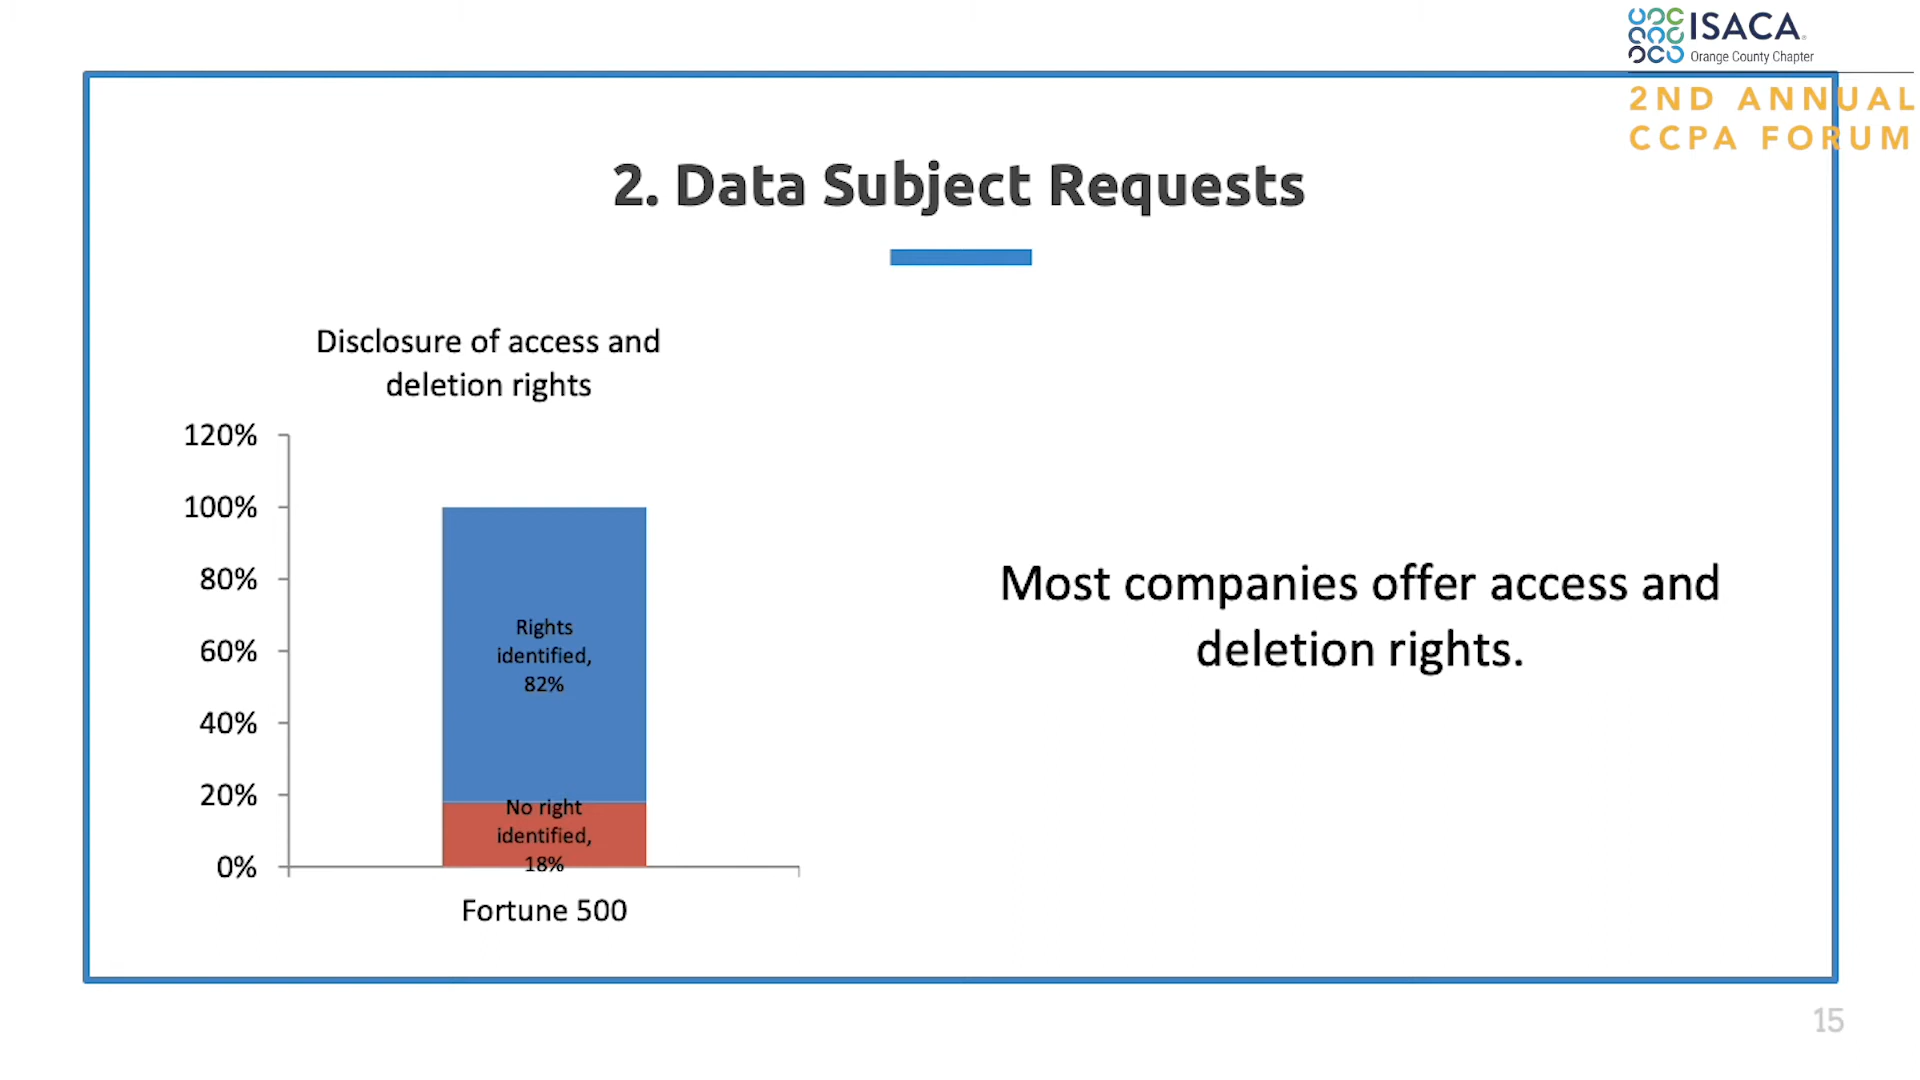 ISACA
Orange County Chapter
2ND ANNUAL
CCPA FORUM
2. Data Subject Requests
Disclosure of access and
deletion rights
120%
100%
80%
60%
40%
20%
0%
Rights
identified,
82%
No right
identified,
18%
Fortune 500
Most companies offer access and
deletion rights.
15